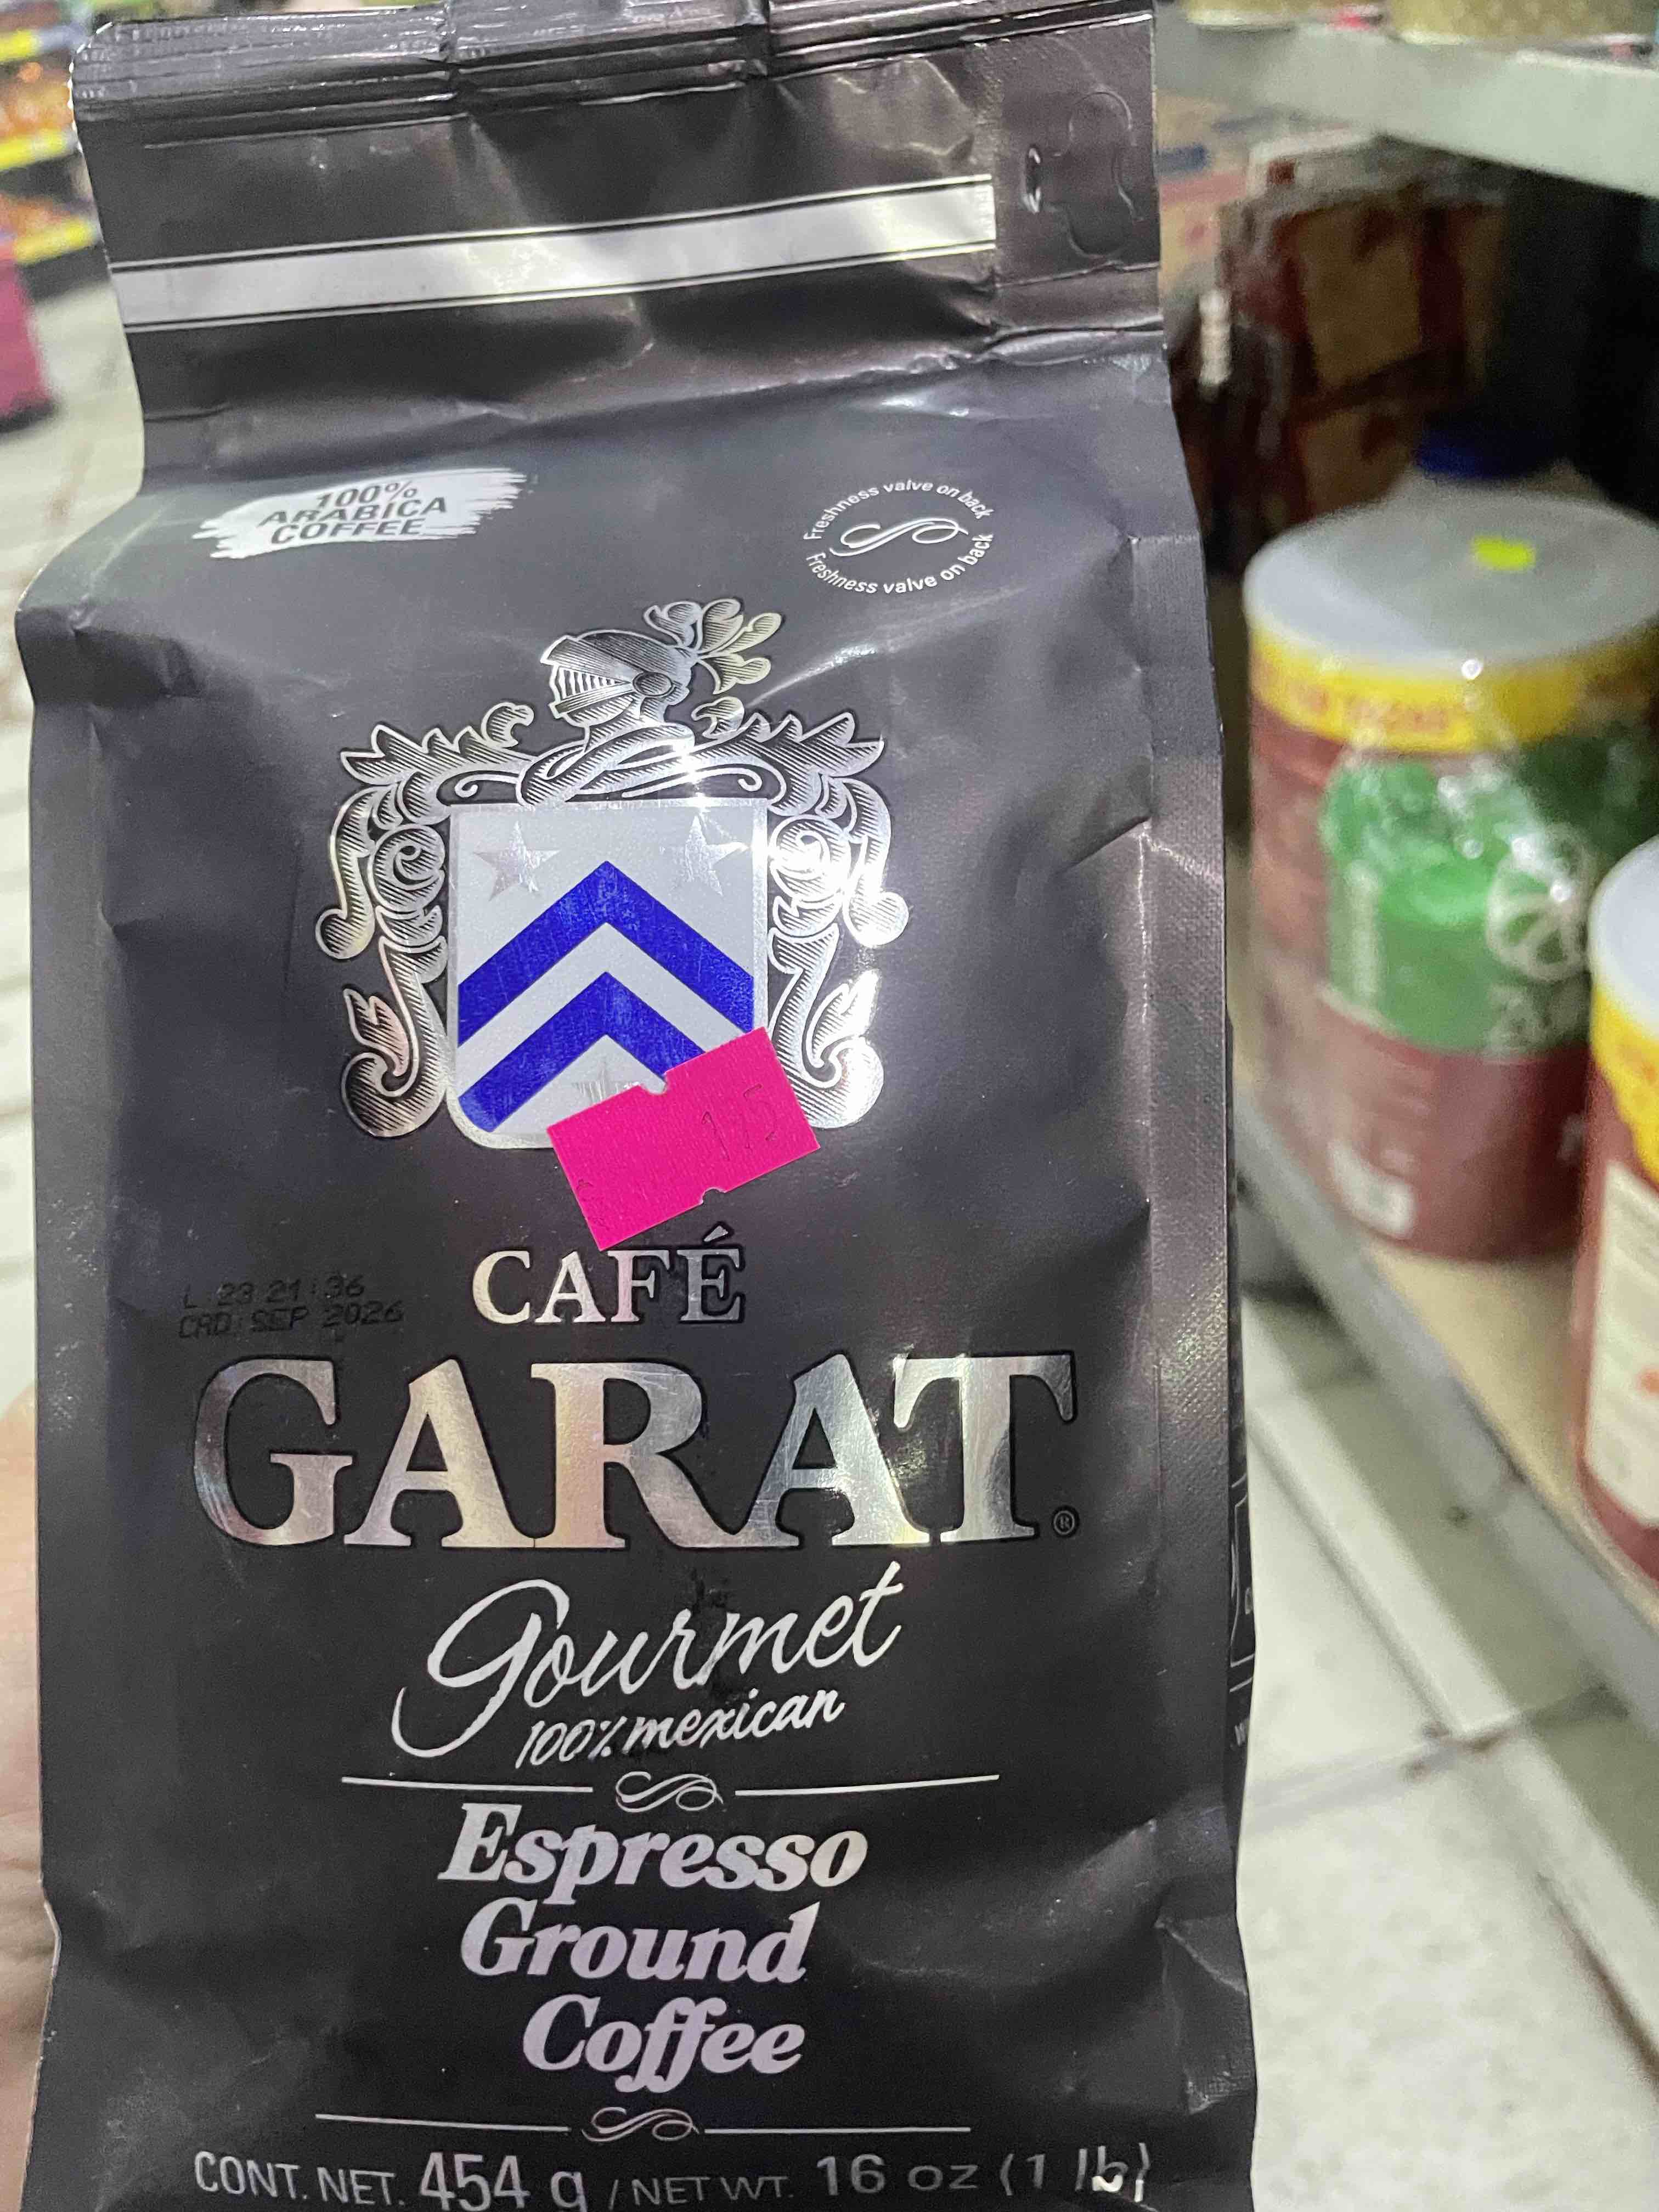 100%
ARABICA
COFFEE
Freshness valve on back
Freshness valve on back
175
CAFÉ
L 23 21:36
CAD SEP 2026
GARAT®
Gourmet
100% mexican
Espresso
Ground
Coffee
CONT. NET. 454 g / NET WT. 16 oz (1 lb)